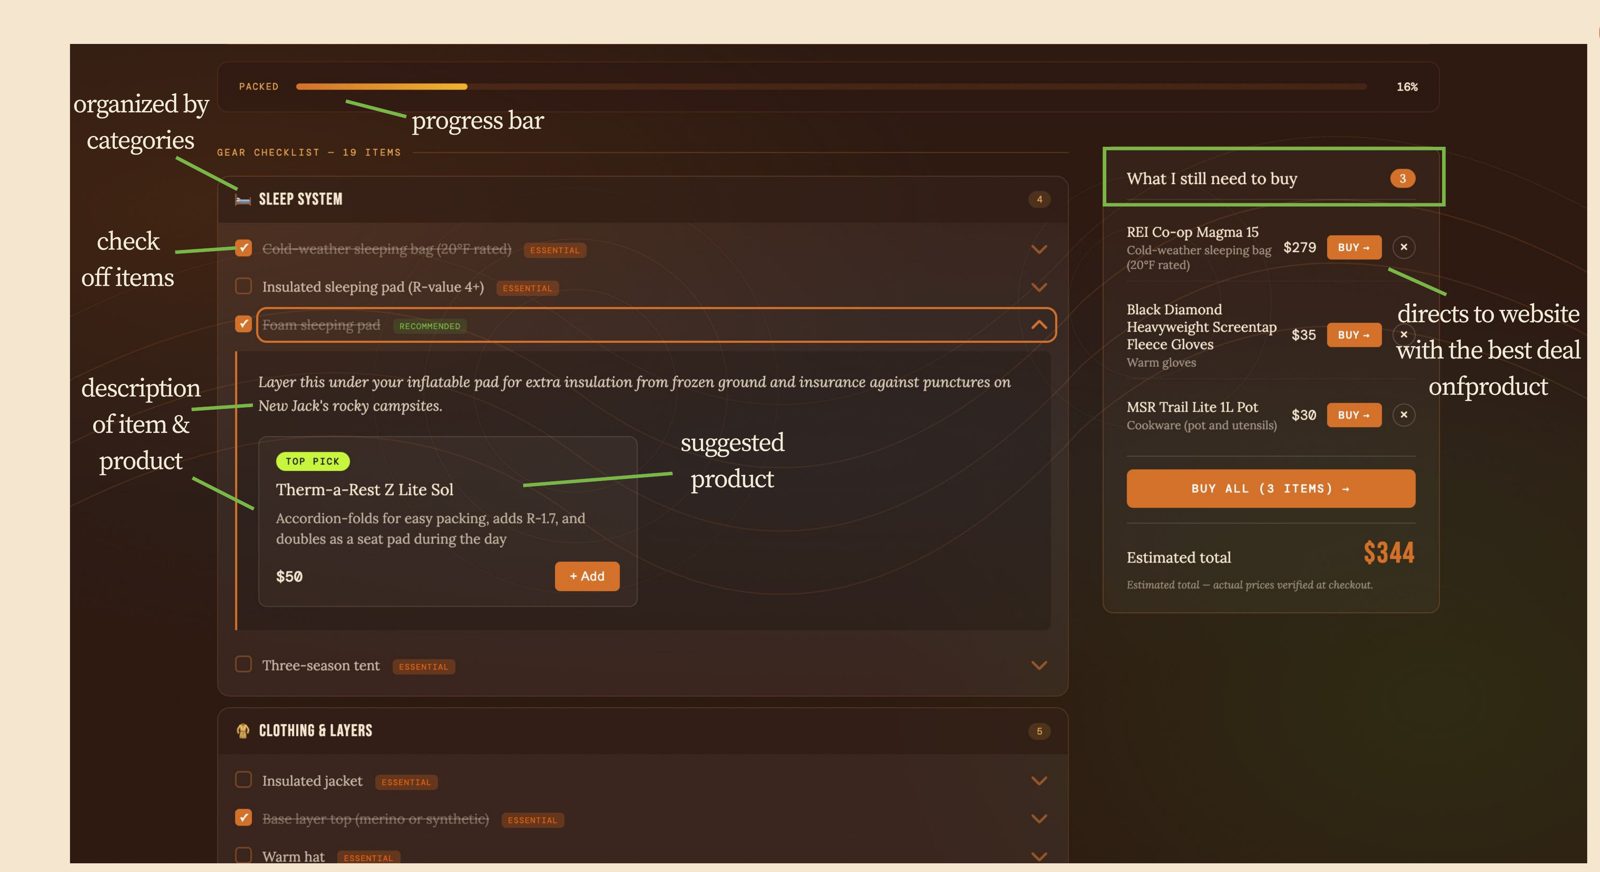 PACKED
16%
organized by
categories
progress bar
GEAR CHECKLIST — 19 ITEMS
SLEEP SYSTEM
4
check
off items
Cold-weather sleeping bag (20°F rated)
ESSENTIAL
Insulated sleeping pad (R-value 4+)
ESSENTIAL
Foam sleeping pad
RECOMMENDED
description
of item &
product
Layer this under your inflatable pad for extra insulation from frozen ground and insurance against punctures on
New Jack's rocky campsites.
TOP PICK
Therm-a-Rest Z Lite Sol
Accordion-folds for easy packing, adds R-1.7, and
doubles as a seat pad during the day
$50
+ Add
suggested
product
Three-season tent
ESSENTIAL
CLOTHING & LAYERS
5
Insulated jacket
ESSENTIAL
Base layer top (merino or synthetic)
ESSENTIAL
Warm hat
ESSENTIAL
What I still need to buy
3
REI Co-op Magma 15
Cold-weather sleeping bag
(20°F rated)
$279
BUY →
×
directs to website
with the best deal
onfproduct
Black Diamond
Heavyweight Screentap
Fleece Gloves
Warm gloves
$35
BUY →
×
MSR Trail Lite 1L Pot
Cookware (pot and utensils)
$30
BUY →
×
BUY ALL (3 ITEMS) →
Estimated total
$344
Estimated total — actual prices verified at checkout.